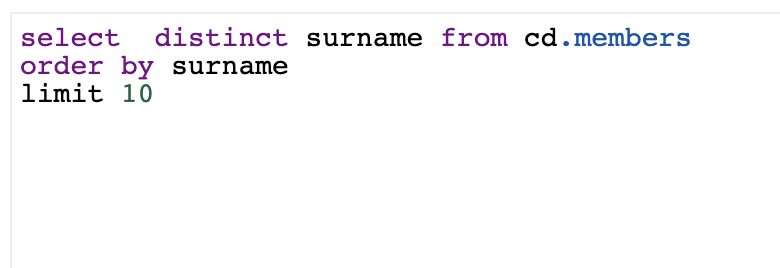 select  distinct surname from cd.members
order by surname
limit 10